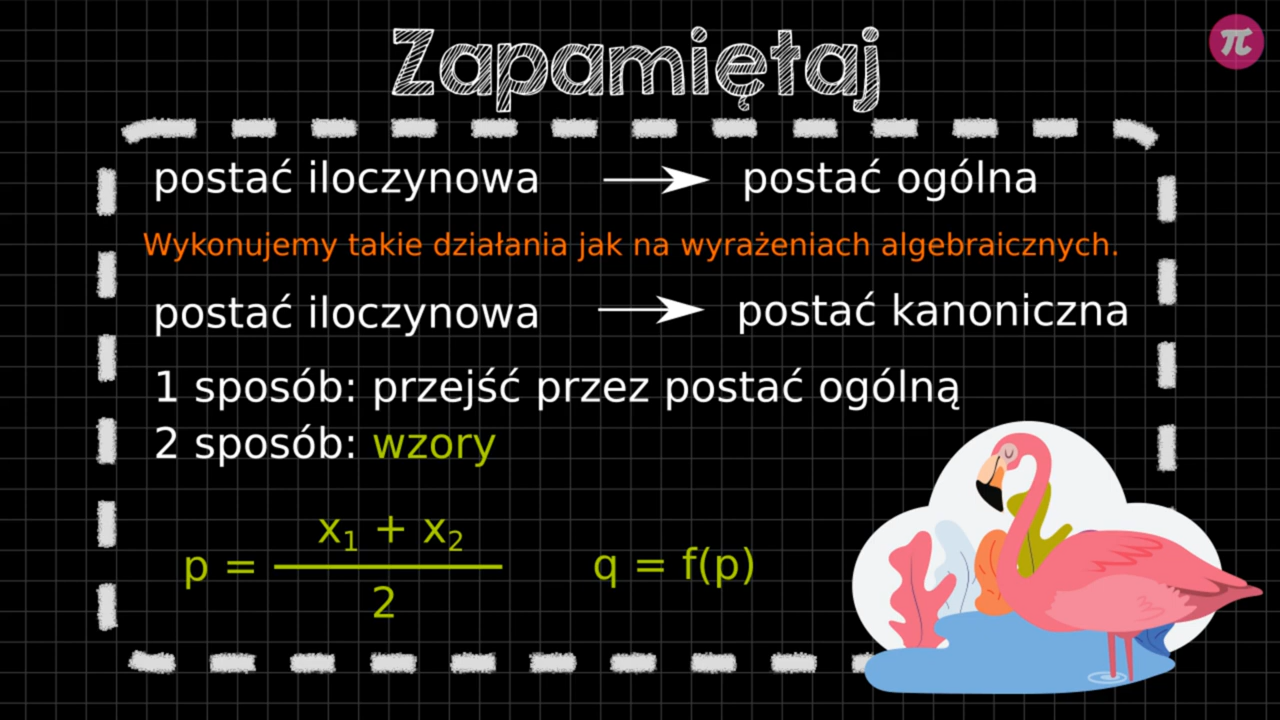 Zapamiętaj
π
postać iloczynowa → postać ogólna
Wykonujemy takie działania jak na wyrażeniach algebraicznych.
postać iloczynowa → postać kanoniczna
1 sposób: przejść przez postać ogólną
2 sposób: wzory
p = (x₁ + x₂) / 2 q = f(p)